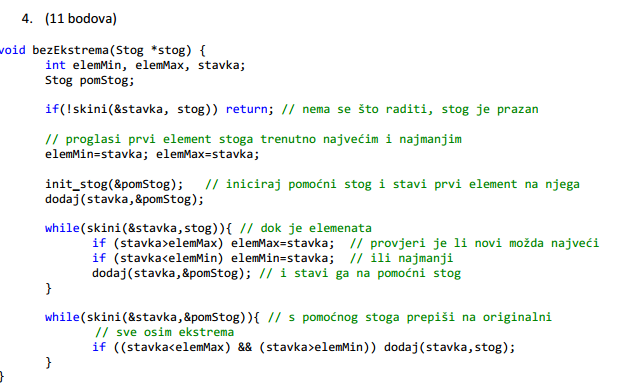 4. (11 bodova)
void bezEkstrema(Stog *stog) {
int elemMin, elemMax, stavka;
Stog pomStog;
if(!skini(&stavka, stog)) return; // nema se što raditi, stog je prazan
// proglasi prvi element stoga trenutno najvećim i najmanjim
elemMin=stavka; elemMax=stavka;
init_stog(&pomStog); // iniciraj pomoćni stog i stavi prvi element na njega
dodaj(stavka,&pomStog);
while(skini(&stavka,stog)){ // dok je elemenata
if (stavka>elemMax) elemMax=stavka; // provjeri je li novi možda najveći
if (stavka<elemMin) elemMin=stavka; // ili najmanji
dodaj(stavka,&pomStog); // i stavi ga na pomoćni stog
}
while(skini(&stavka,&pomStog)){ // s pomoćnog stoga prepiši na originalni
// sve osim ekstrema
if ((stavka<elemMax) && (stavka>elemMin)) dodaj(stavka,stog);
}
}